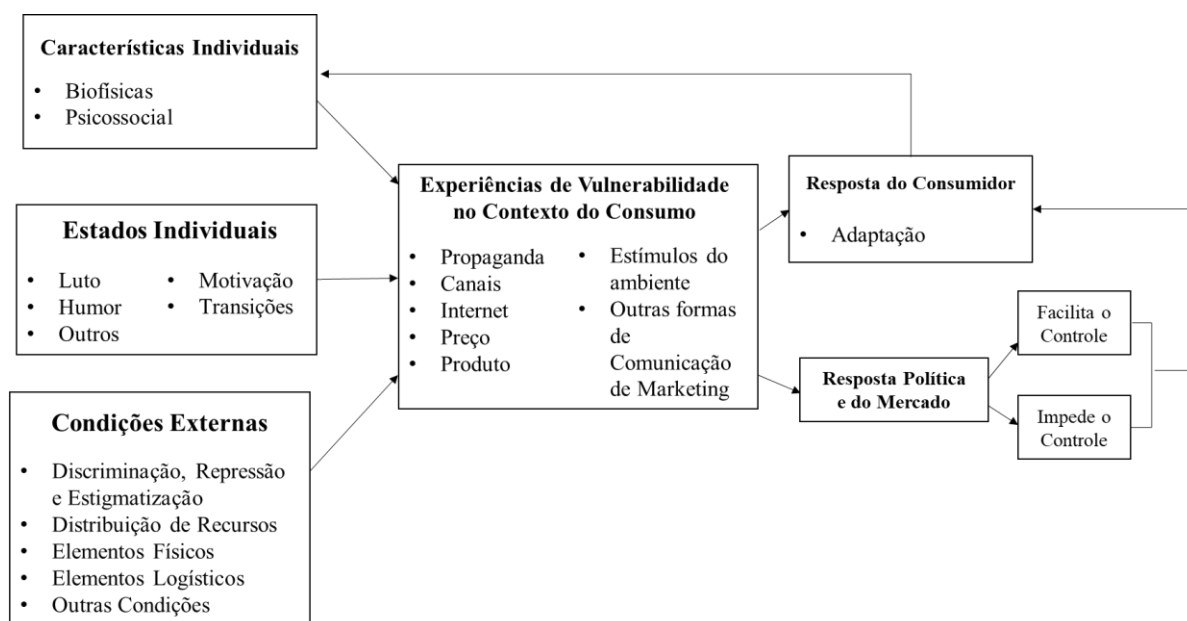 Características Individuais
• Biofísicas
• Psicossocial
Estados Individuais
• Luto
• Humor
• Outros
• Motivação
• Transições
Condições Externas
• Discriminação, Repressão
e Estigmatização
• Distribuição de Recursos
• Elementos Físicos
• Elementos Logísticos
• Outras Condições
Experiências de Vulnerabilidade
no Contexto do Consumo
• Propaganda
• Canais
• Internet
• Preço
• Produto
• Estímulos do
ambiente
• Outras formas
de
Comunicação
de Marketing
Resposta do Consumidor
• Adaptação
Resposta Política
e do Mercado
Facilita o
Controle
Impede o
Controle